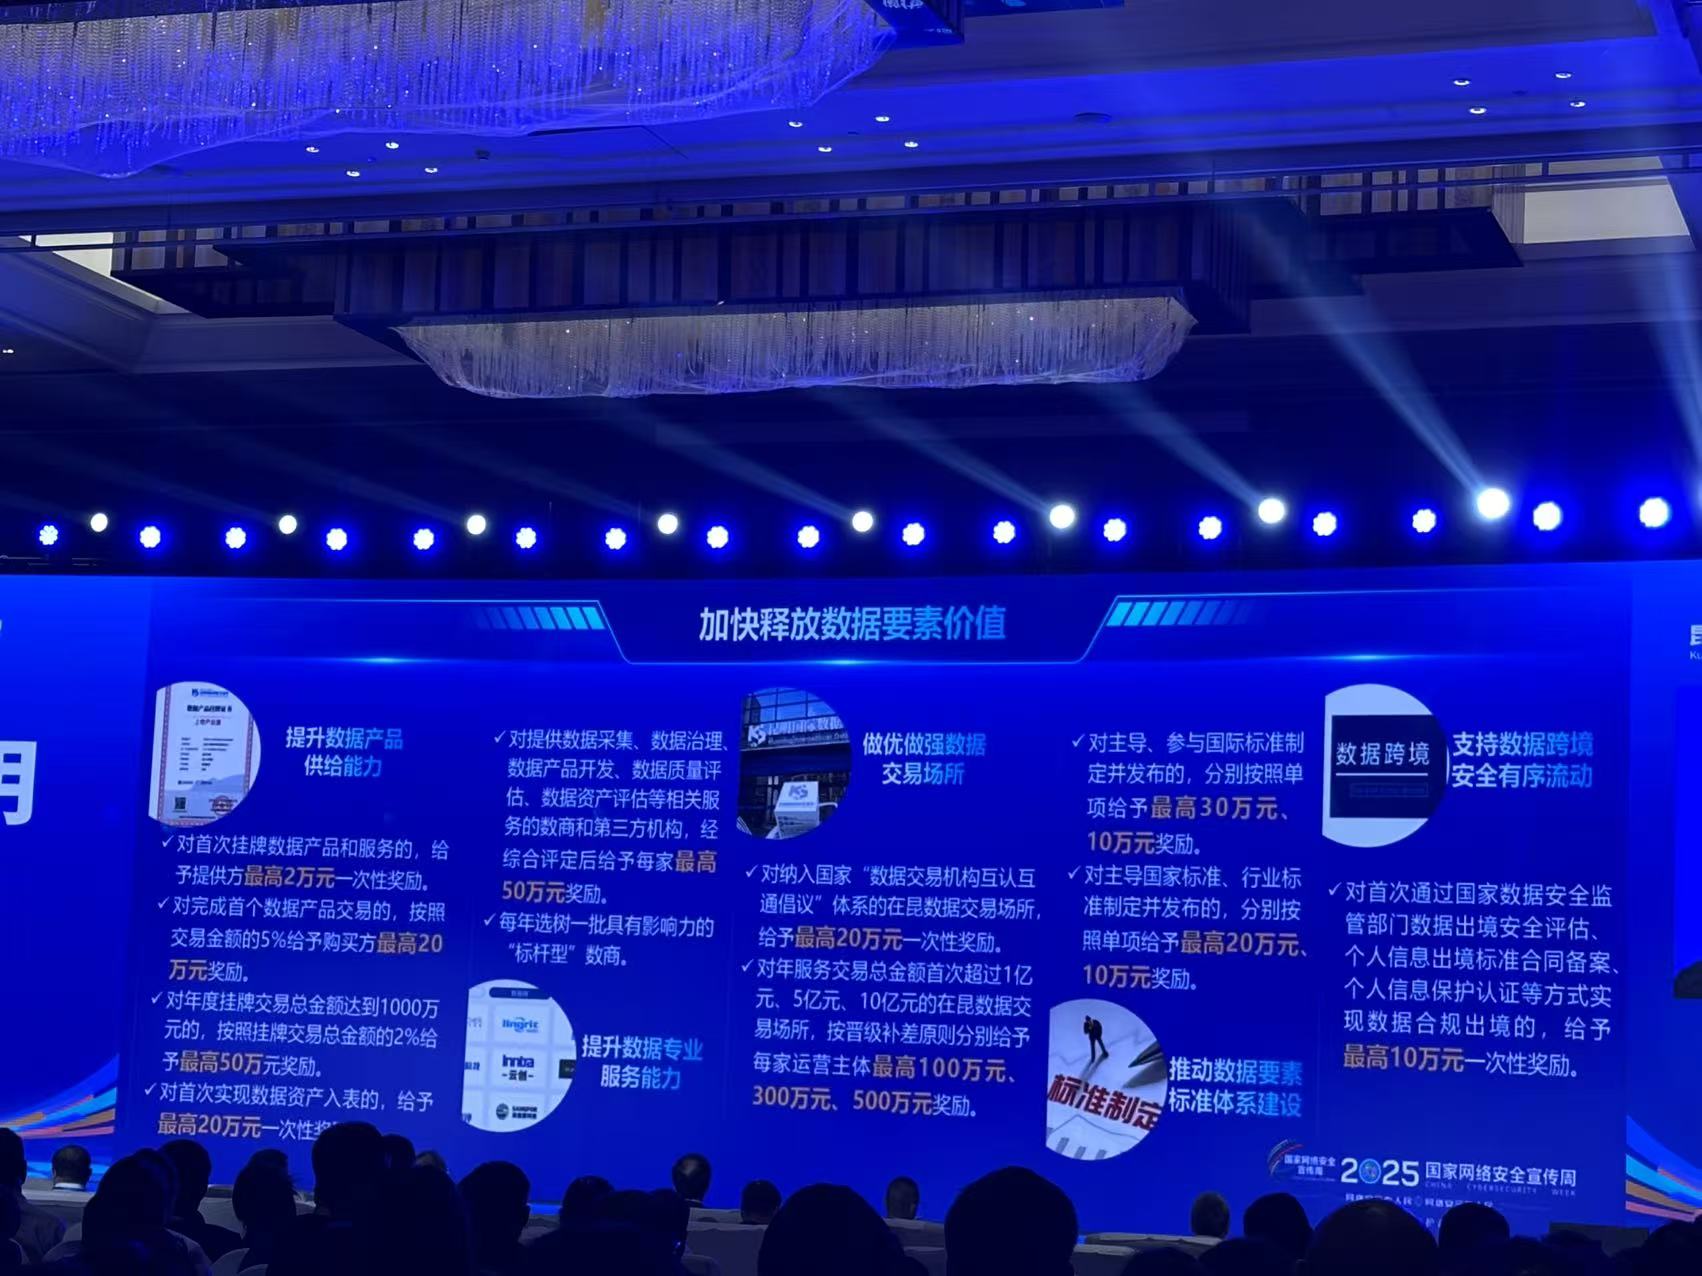 加快释放数据要素价值
提升数据产品
供给能力
✓对首次挂牌数据产品和服务的，给
予提供方最高2万元一次性奖励。
✓对完成首个数据产品交易的，按照
交易金额的5%给予购买方最高20
万元奖励。
✓对年度挂牌交易总金额达到1000万
元的，按照挂牌交易总金额的2%给
予最高50万元奖励。
✓对首次实现数据资产入表的，给予
最高20万元一次性奖
✓对提供数据采集、数据治理、
数据产品开发、数据质量评
估、数据资产评估等相关服
务的数商和第三方机构，经
综合评定后给予每家最高
50万元奖励。
✓每年选树一批具有影响力的
“标杆型”数商。
lingrit
innba
云创
提升数据专业
服务能力
KS
做优做强数据
交易场所
✓对纳入国家“数据交易机构互认互
通倡议”体系的在昆数据交易场所，
给予最高20万元一次性奖励。
✓对年服务交易总金额首次超过1亿
元、5亿元、10亿元的在昆数据交
易场所，按晋级补差原则分别给予
每家运营主体最高100万元、
300万元、500万元奖励。
✓对主导、参与国际标准制
定并发布的，分别按照单
项给予最高30万元、
10万元奖励。
✓对主导国家标准、行业标
准制定并发布的，分别按
照单项给予最高20万元、
10万元奖励。
标准制定
推动数据要素
标准体系建设
数据跨境
支持数据跨境
安全有序流动
✓对首次通过国家数据安全监
管部门数据出境安全评估、
个人信息出境标准合同备案、
个人信息保护认证等方式实
现数据合规出境的，给予
最高10万元一次性奖励。
国家网络安全
宣传周
2025 国家网络安全宣传周
CHINA CYBERSECURITY WEEK